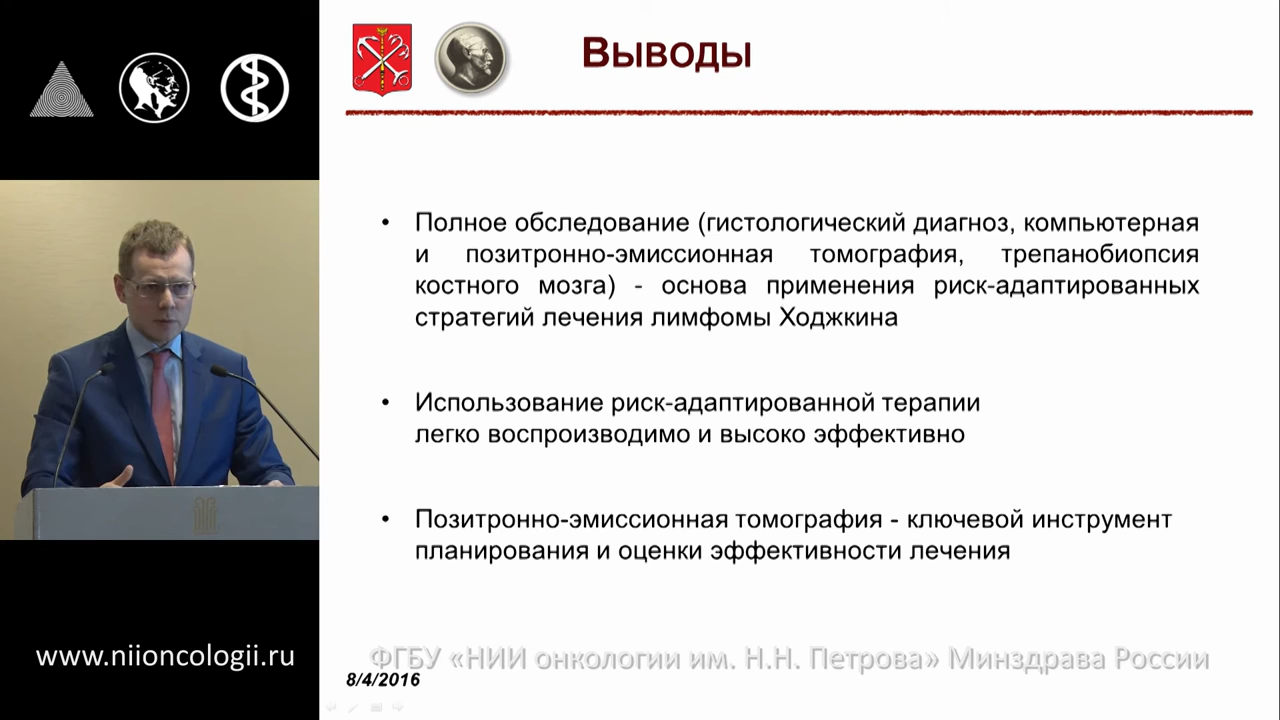 Выводы
• Полное обследование (гистологический диагноз, компьютерная
и позитронно-эмиссионная томография, трепанобиопсия
костного мозга) - основа применения риск-адаптированных
стратегий лечения лимфомы Ходжкина
• Использование риск-адаптированной терапии
легко воспроизводимо и высоко эффективно
• Позитронно-эмиссионная томография - ключевой инструмент
планирования и оценки эффективности лечения
www.niioncologii.ru
ФГБУ «НИИ онкологии им. Н.Н. Петрова» Минздрава России
8/4/2016